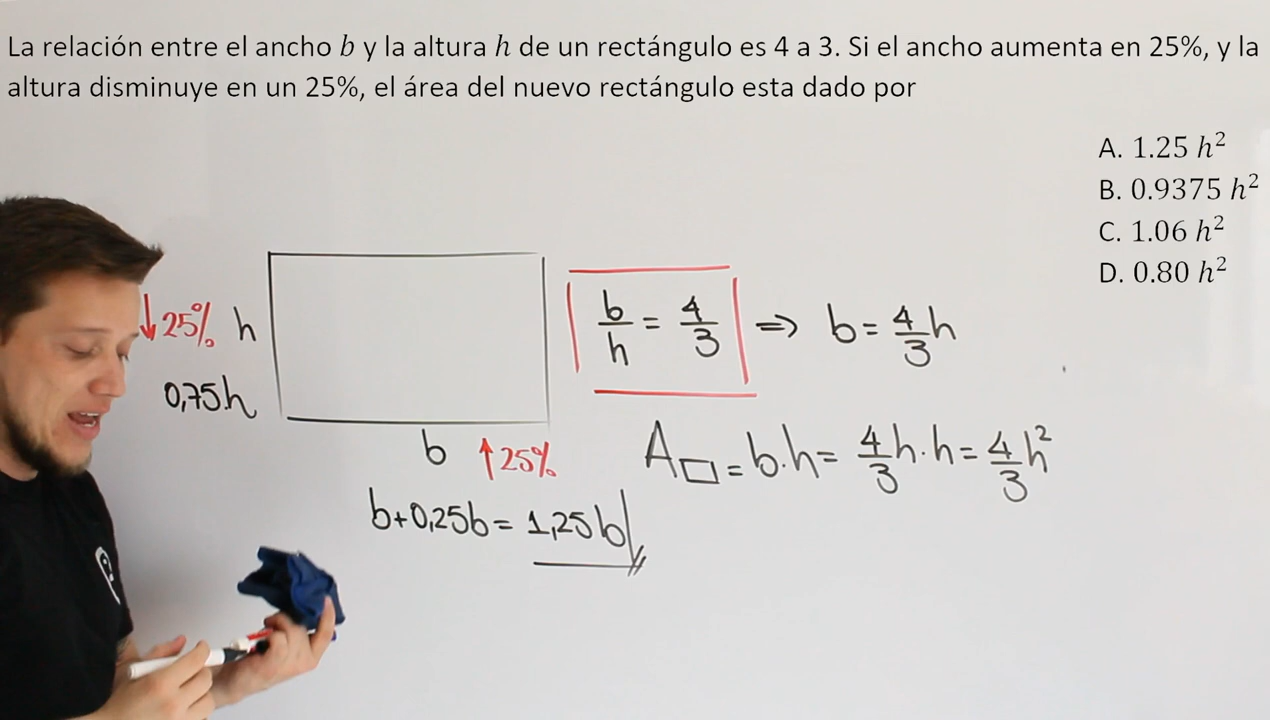 La relación entre el ancho b y la altura h de un rectángulo es 4 a 3. Si el ancho aumenta en 25%, y la
altura disminuye en un 25%, el área del nuevo rectángulo esta dado por
A. 1.25 h²
B. 0.9375 h²
C. 1.06 h²
D. 0.80 h²
↓25% h
0,75h
b/h = 4/3 => b = 4/3 h
b ↑25%
A▭ = b·h = 4/3 h·h = 4/3 h²
b+0,25b = 1,25b